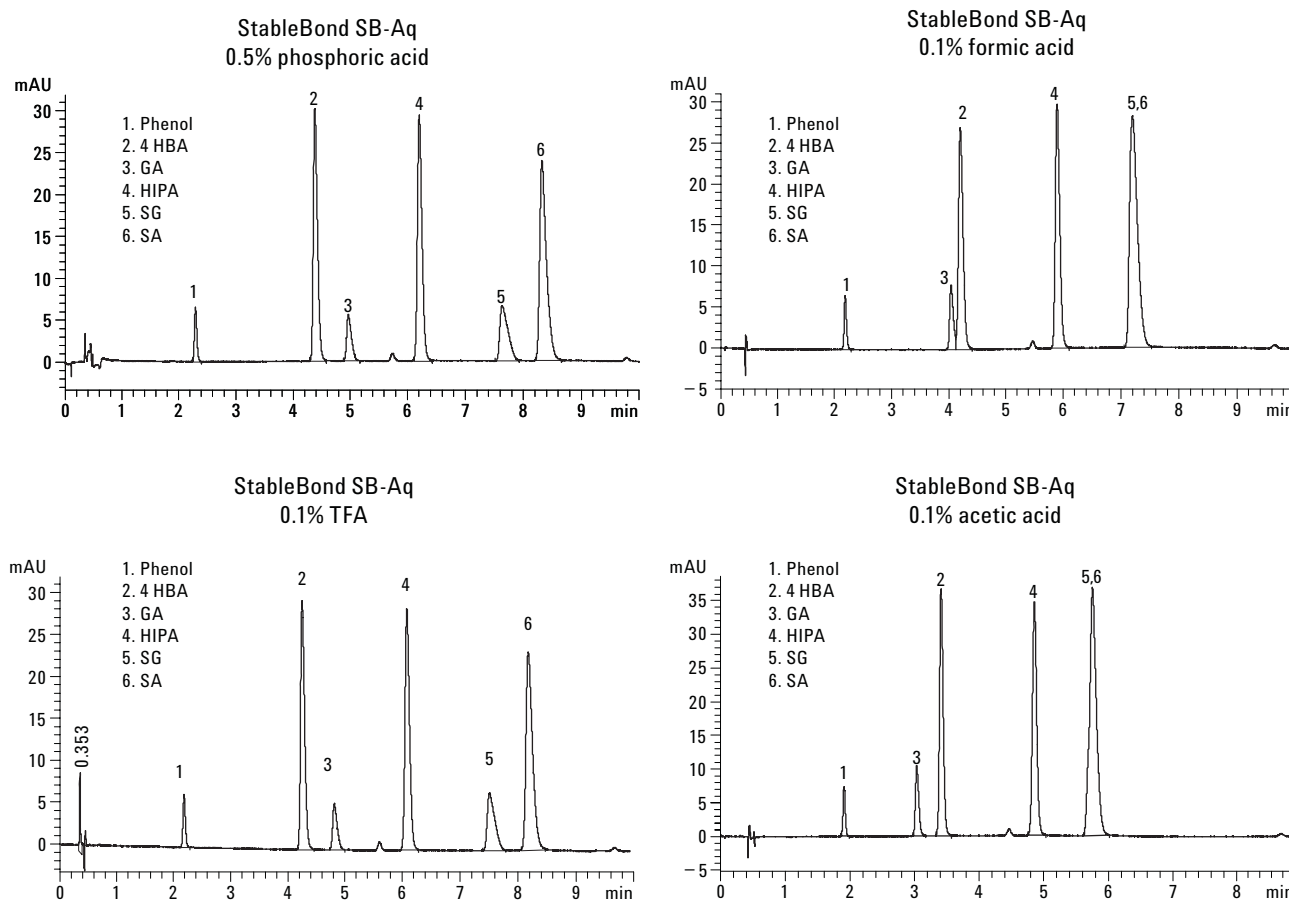 StableBond SB-Aq
0.5% phosphoric acid
mAU
30
25
20
15
10
5
0
1. Phenol
2. 4 HBA
3. GA
4. HIPA
5. SG
6. SA
1
2
3
4
5
6
0 1 2 3 4 5 6 7 8 9 min
StableBond SB-Aq
0.1% formic acid
mAU
30
25
20
15
10
5
0
−5
1. Phenol
2. 4 HBA
3. GA
4. HIPA
5. SG
6. SA
1
3
2
4
5,6
0 1 2 3 4 5 6 7 8 9 min
StableBond SB-Aq
0.1% TFA
mAU
30
25
20
15
10
5
0
1. Phenol
2. 4 HBA
3. GA
4. HIPA
5. SG
6. SA
0.353
1
2
3
4
5
6
0 1 2 3 4 5 6 7 8 9 min
StableBond SB-Aq
0.1% acetic acid
mAU
35
30
25
20
15
10
5
0
−5
1. Phenol
2. 4 HBA
3. GA
4. HIPA
5. SG
6. SA
1
3
2
4
5,6
0 1 2 3 4 5 6 7 8 min